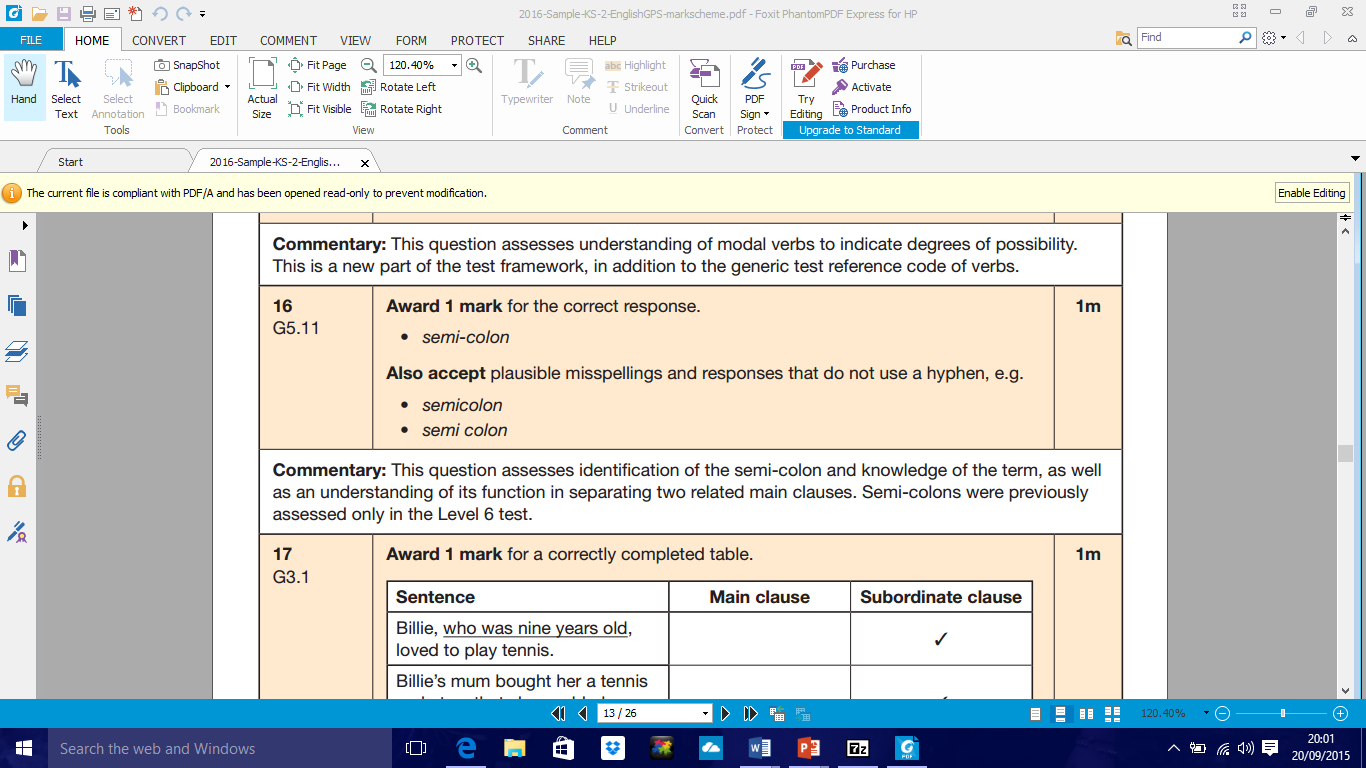 2016-Sample-KS-2-EnglishGPS-markscheme.pdf - Foxit PhantomPDF Express for HP
FILE HOME CONVERT EDIT COMMENT VIEW FORM PROTECT SHARE HELP
Find
Hand
Select Text
Select Annotation
SnapShot
Clipboard
Bookmark
Tools
Actual Size
Fit Page
Fit Width
Fit Visible
120.40%
Rotate Left
Rotate Right
View
Typewriter
Note
Highlight
Strikeout
Underline
Comment
Quick Scan
Convert
PDF Sign
Protect
Try Editing
Purchase
Activate
Product Info
Upgrade to Standard
Start
2016-Sample-KS-2-Englis...
The current file is compliant with PDF/A and has been opened read-only to prevent modification.
Enable Editing
Commentary: This question assesses understanding of modal verbs to indicate degrees of possibility.
This is a new part of the test framework, in addition to the generic test reference code of verbs.
16
G5.11
Award 1 mark for the correct response.
1m
• semi-colon
Also accept plausible misspellings and responses that do not use a hyphen, e.g.
• semicolon
• semi colon
Commentary: This question assesses identification of the semi-colon and knowledge of the term, as well
as an understanding of its function in separating two related main clauses. Semi-colons were previously
assessed only in the Level 6 test.
17
G3.1
Award 1 mark for a correctly completed table.
1m
Sentence Main clause Subordinate clause
Billie, who was nine years old,
loved to play tennis.
✓
Billie's mum bought her a tennis
13 / 26
120.40%
Search the web and Windows
20:01
20/09/2015